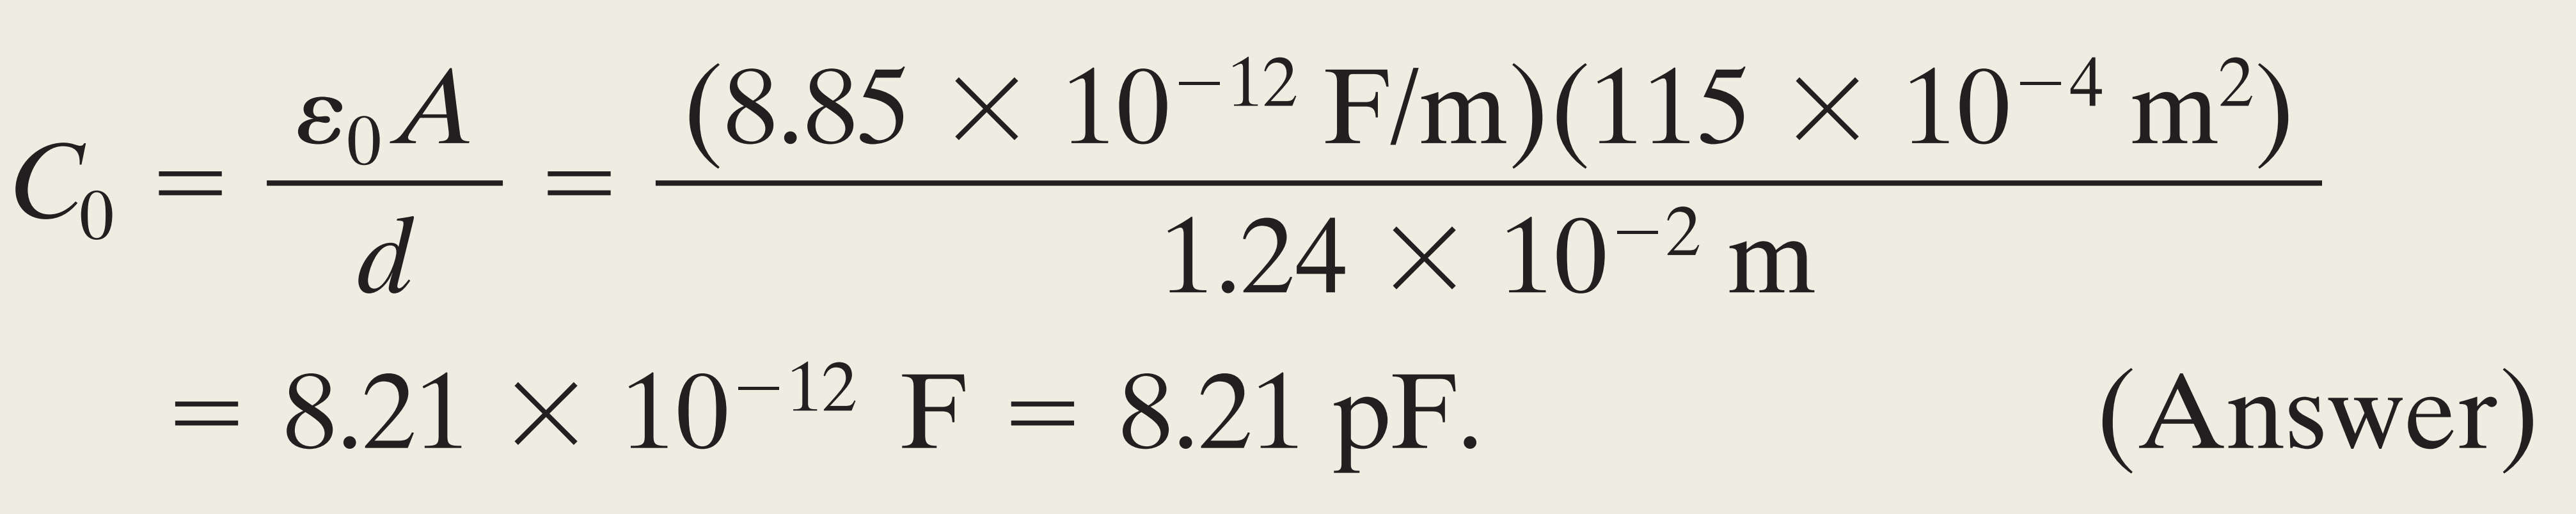 C₀ = ε₀A/d = (8.85 × 10⁻¹² F/m)(115 × 10⁻⁴ m²)/1.24 × 10⁻² m
= 8.21 × 10⁻¹² F = 8.21 pF. (Answer)